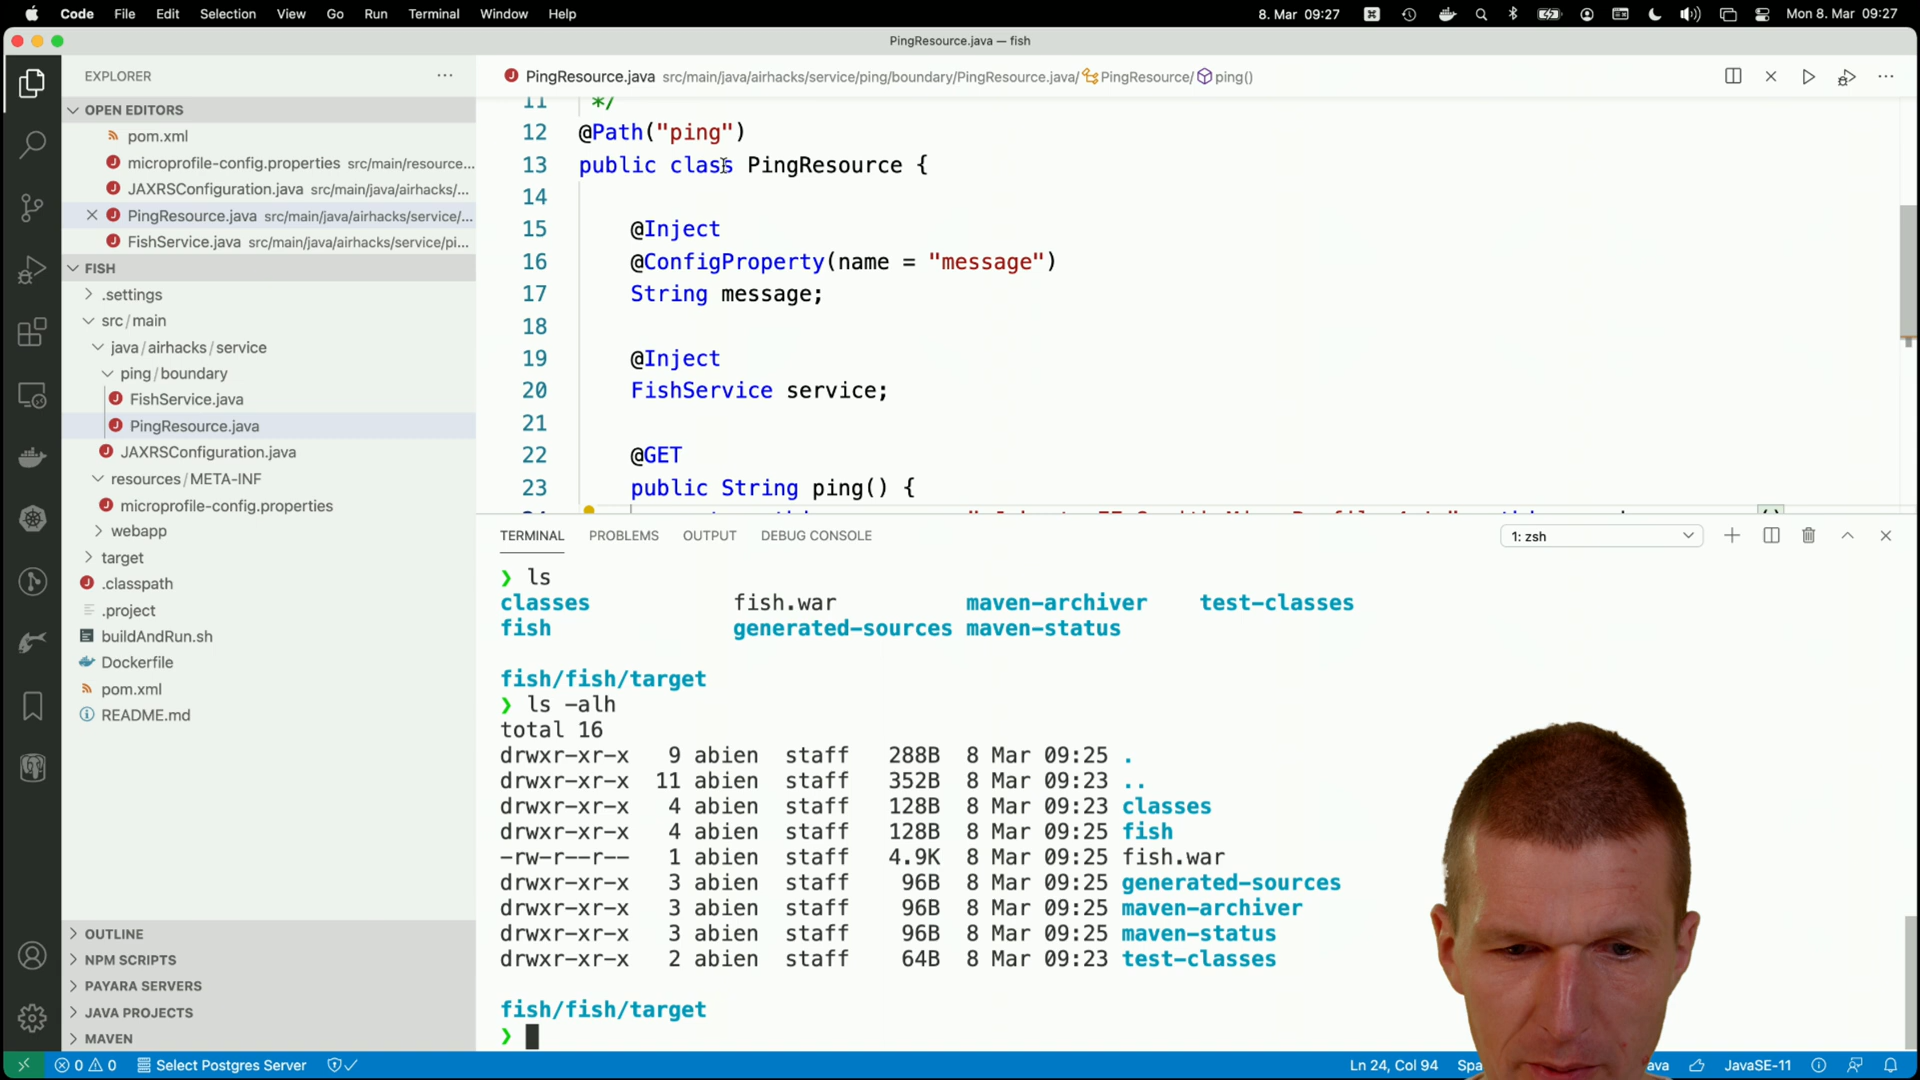 Code File Edit Selection View Go Run Terminal Window Help 8. Mar 09:27 Mon 8. Mar 09:27
PingResource.java — fish
EXPLORER
OPEN EDITORS
pom.xml
microprofile-config.properties src/main/resource...
JAXRSConfiguration.java src/main/java/airhacks/...
PingResource.java src/main/java/airhacks/service/...
FishService.java src/main/java/airhacks/service/pi...
FISH
.settings
src/main
java/airhacks/service
ping/boundary
FishService.java
PingResource.java
JAXRSConfiguration.java
resources/META-INF
microprofile-config.properties
webapp
target
.classpath
.project
buildAndRun.sh
Dockerfile
pom.xml
README.md
OUTLINE
NPM SCRIPTS
PAYARA SERVERS
JAVA PROJECTS
MAVEN
PingResource.java src/main/java/airhacks/service/ping/boundary/PingResource.java/ PingResource/ ping()
11 */
12 @Path("ping")
13 public class PingResource {
14
15 @Inject
16 @ConfigProperty(name = "message")
17 String message;
18
19 @Inject
20 FishService service;
21
22 @GET
23 public String ping() {
TERMINAL PROBLEMS OUTPUT DEBUG CONSOLE 1: zsh
❯ ls
classes fish.war maven-archiver test-classes
fish generated-sources maven-status
fish/fish/target
❯ ls -alh
total 16
drwxr-xr-x 9 abien staff 288B 8 Mar 09:25 .
drwxr-xr-x 11 abien staff 352B 8 Mar 09:23 ..
drwxr-xr-x 4 abien staff 128B 8 Mar 09:23 classes
drwxr-xr-x 4 abien staff 128B 8 Mar 09:25 fish
-rw-r--r-- 1 abien staff 4.9K 8 Mar 09:25 fish.war
drwxr-xr-x 3 abien staff 96B 8 Mar 09:25 generated-sources
drwxr-xr-x 3 abien staff 96B 8 Mar 09:25 maven-archiver
drwxr-xr-x 3 abien staff 96B 8 Mar 09:25 maven-status
drwxr-xr-x 2 abien staff 64B 8 Mar 09:23 test-classes
fish/fish/target
❯
0 0 Select Postgres Server Ln 24, Col 94 Spa ava JavaSE-11